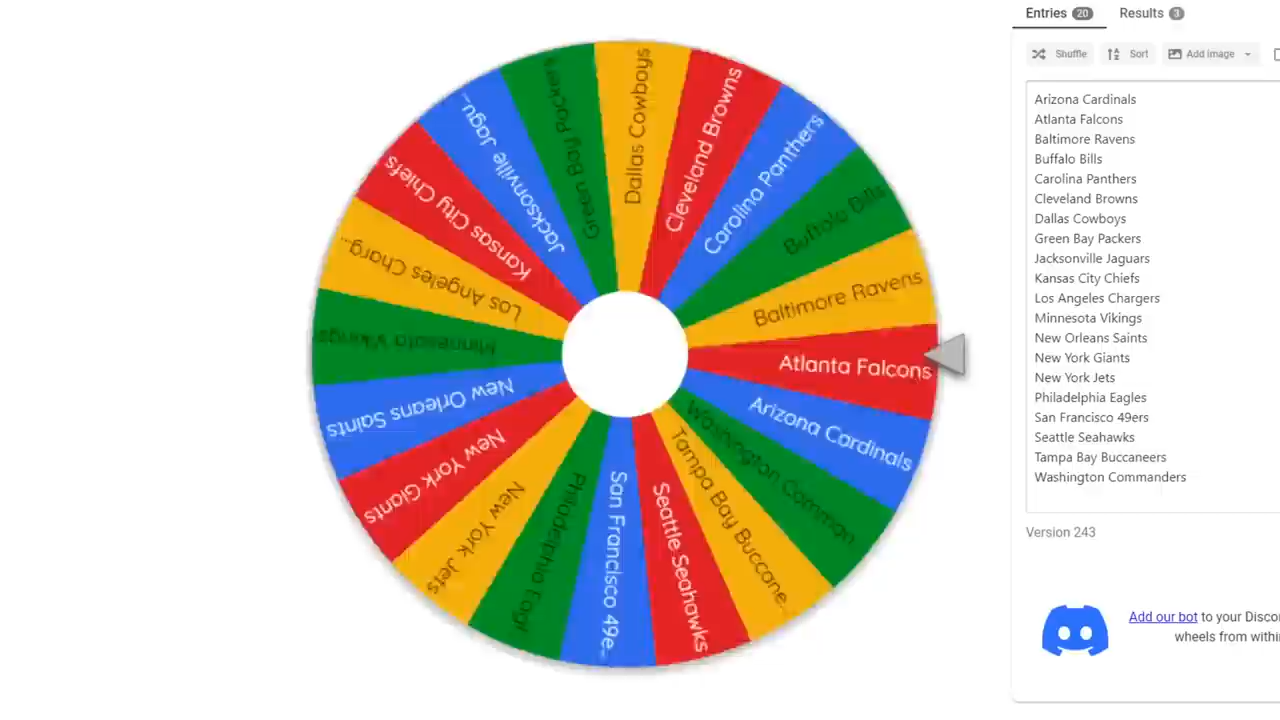 Entries 20 Results 3
Shuffle Sort Add image
Arizona Cardinals
Atlanta Falcons
Baltimore Ravens
Buffalo Bills
Carolina Panthers
Cleveland Browns
Dallas Cowboys
Green Bay Packers
Jacksonville Jaguars
Kansas City Chiefs
Los Angeles Chargers
Minnesota Vikings
New Orleans Saints
New York Giants
New York Jets
Philadelphia Eagles
San Francisco 49ers
Seattle Seahawks
Tampa Bay Buccaneers
Washington Commanders
Version 243
Add our bot to your Disco
wheels from within
Dallas Cowboys
Cleveland Browns
Carolina Panthers
Buffalo Bills
Baltimore Ravens
Atlanta Falcons
Arizona Cardinals
Washington Comman
Tampa Bay Buccane..
Seattle Seahawks
San Francisco 49e..
Philadelphia Eagl
New York Jets
New York Giants
New Orleans Saints
Minnesota Vikings
Los Angeles Charg...
Kansas City Chiefs
Jacksonville Jagu...
Green Bay Packers